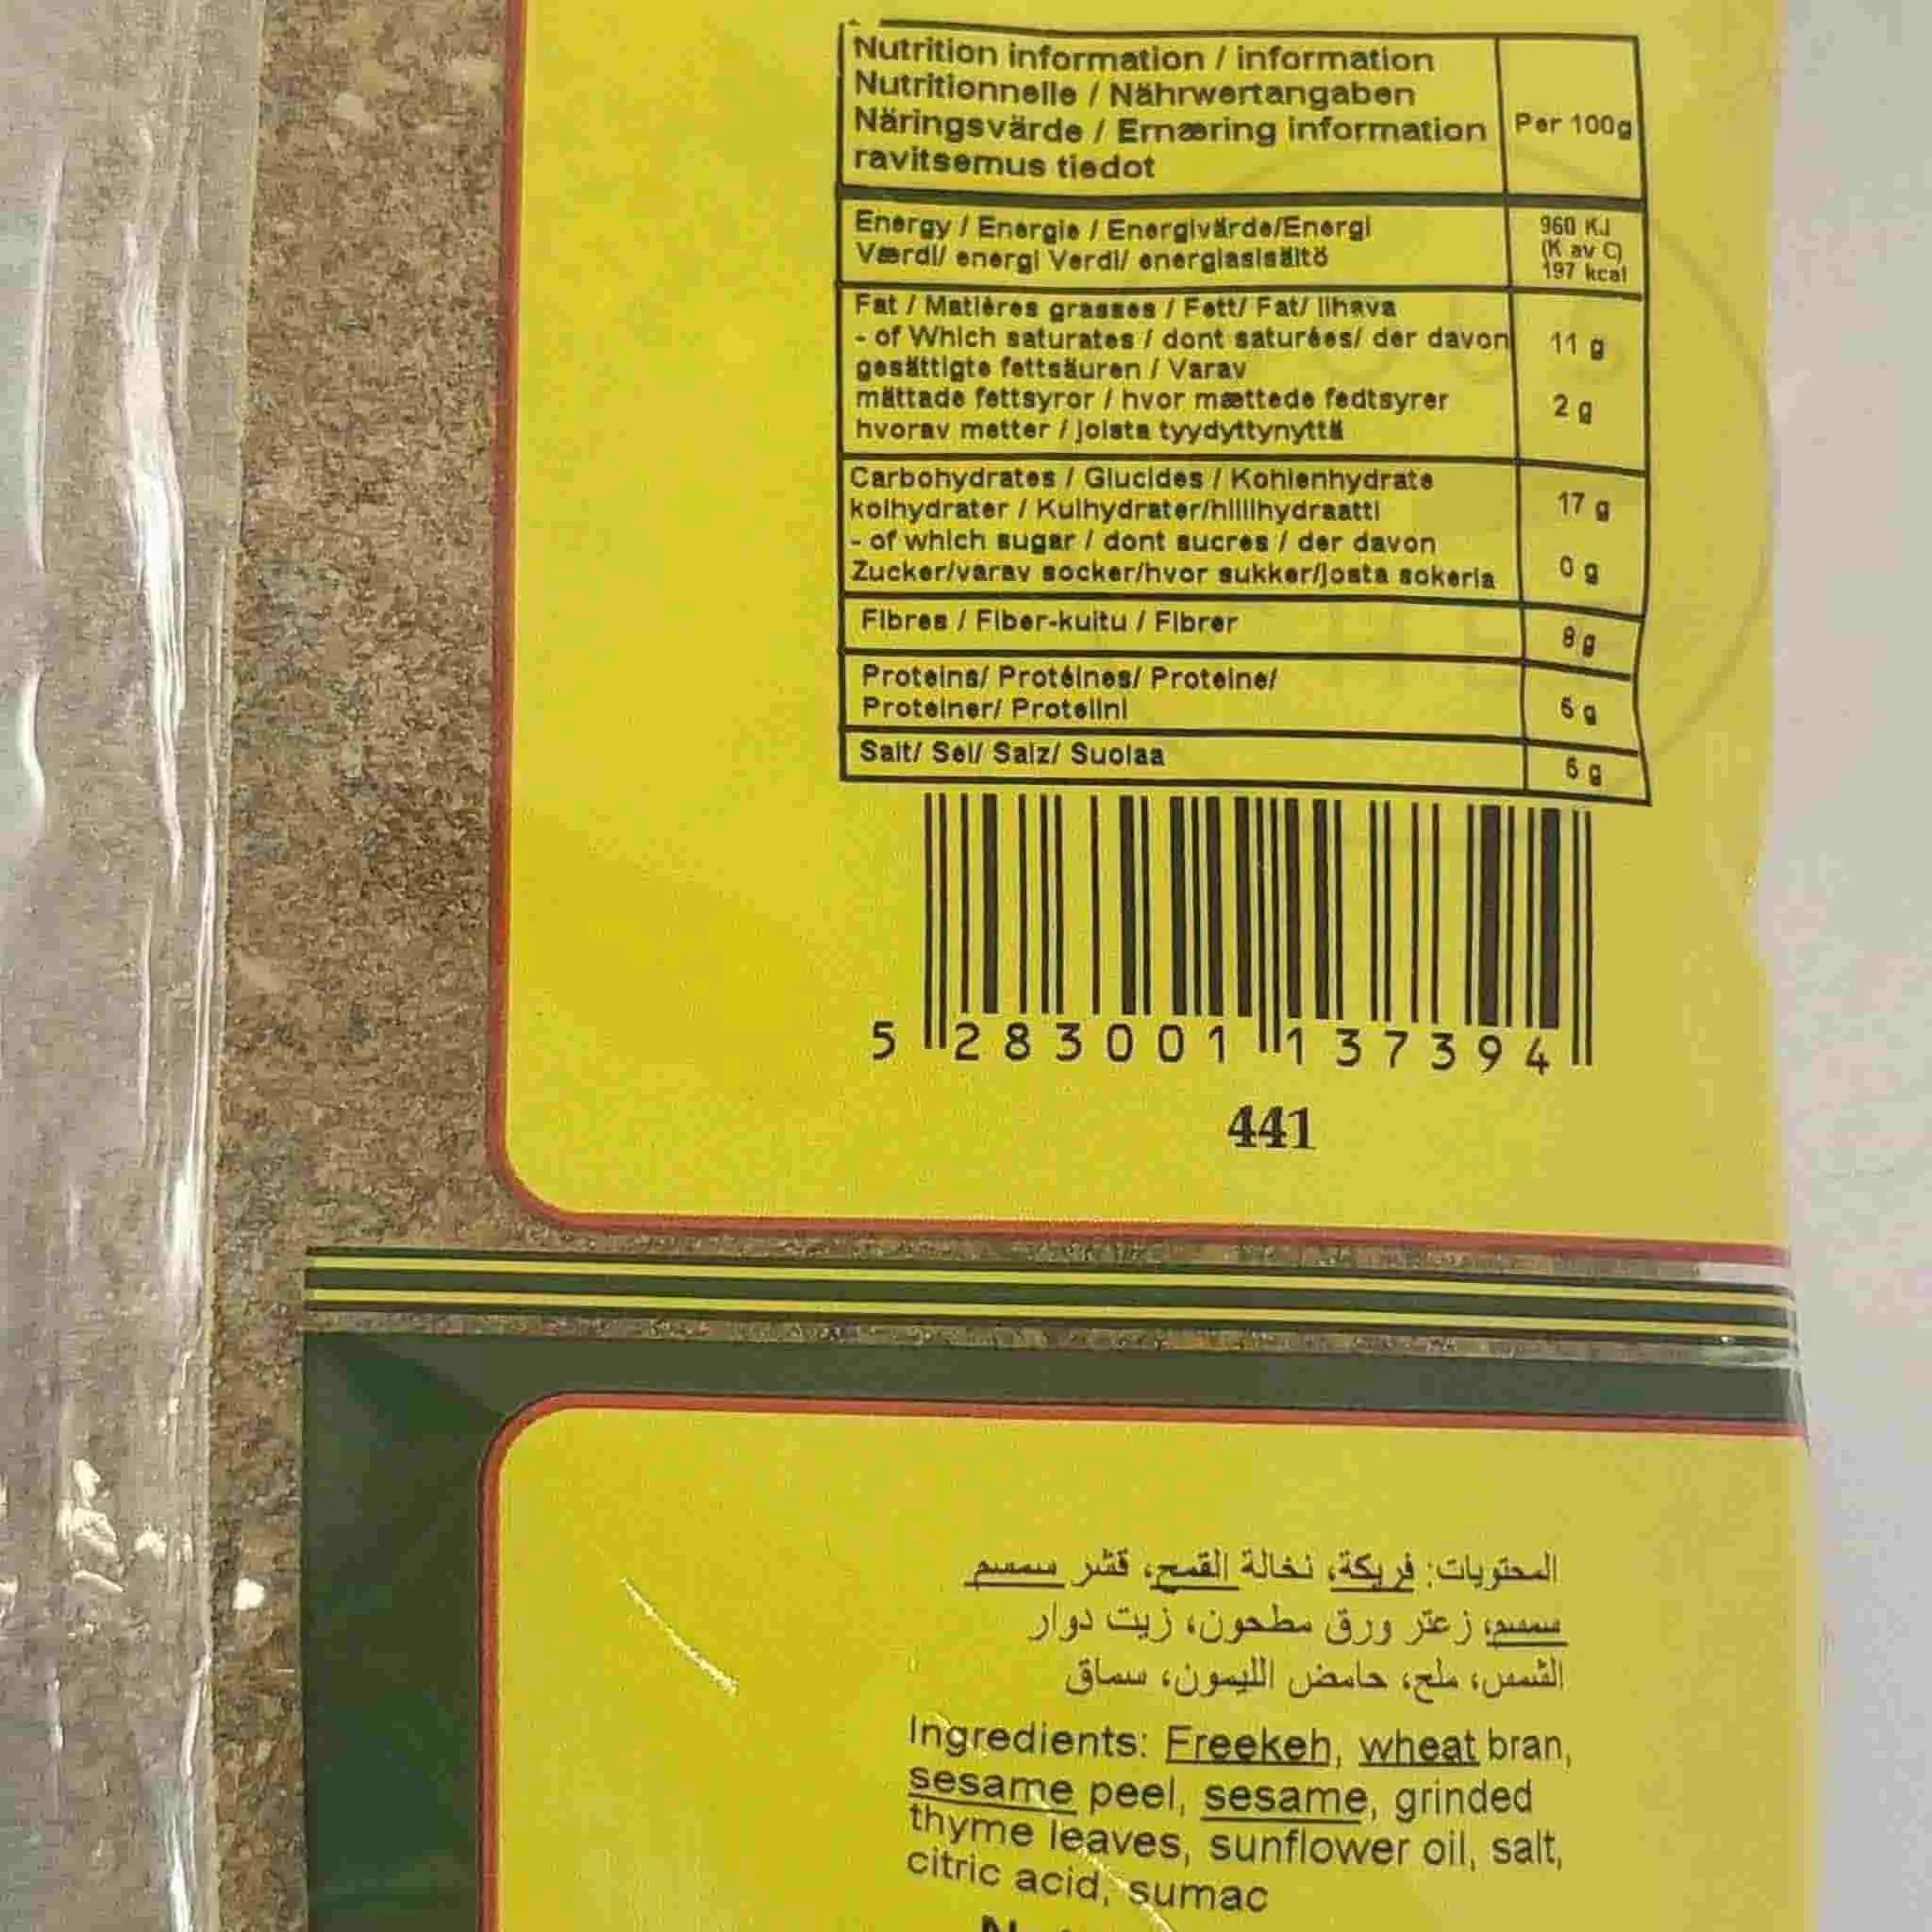 Nutrition information / information
Nutritionnelle / Nährwertangaben
Näringsvärde / Ernæring information
ravitsemus tiedot
Per 100g
Energy / Energie / Energivärde/Energi
Værdi/ energi Verdi/ energiasisältö
960 KJ
(K av C)
197 kcal
Fat / Matières grasses / Fett/ Fat/ lihava
- of Which saturates / dont saturées/ der davon
gesättigte fettsäuren / Varav
mättade fettsyror / hvor mættede fedtsyrer
hvorav metter / joista tyydyttynyttä
11 g
2 g
Carbohydrates / Glucides / Kohlenhydrate
kolhydrater / Kulhydrater/hiilihydraatti
- of which sugar / dont sucres / der davon
Zucker/varav socker/hvor sukker/josta sokeria
17 g
0 g
Fibres / Fiber-kuitu / Fibrer
8 g
Proteins/ Protéines/ Proteine/
Proteiner/ Proteiini
6 g
Salt/ Sel/ Salz/ Suolaa
6 g
5 283001 137394
441
المحتويات: فريكة، نخالة القمح، قشر سمسم
سمسم، زعتر ورق مطحون، زيت دوار
الشمس، ملح، حامض الليمون، سماق
Ingredients: Freekeh, wheat bran,
sesame peel, sesame, grinded
thyme leaves, sunflower oil, salt,
citric acid, sumac